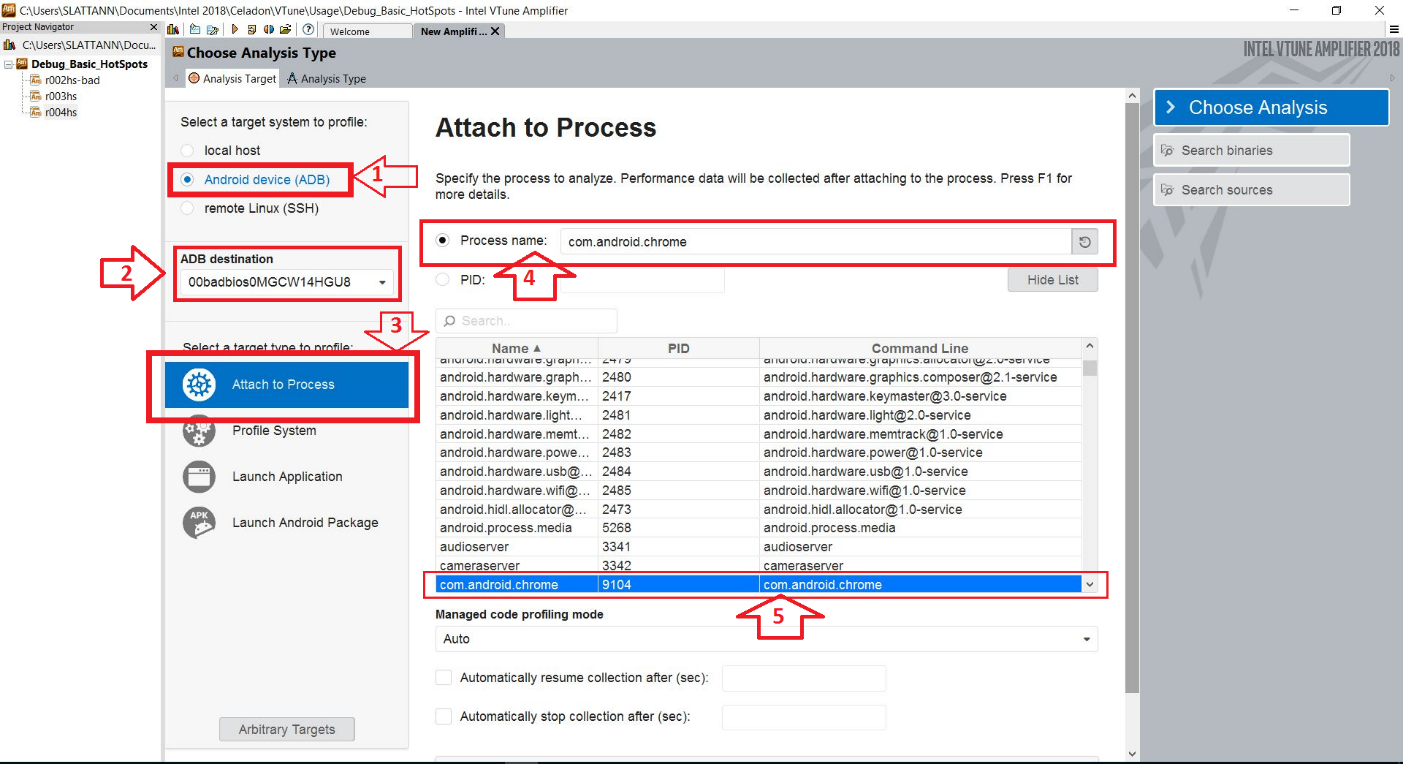 C:\Users\SLATTANN\Documents\Intel 2018\Celadon\VTune\Usage\Debug_Basic_HotSpots - Intel VTune Amplifier
Project Navigator
Welcome
New Amplifi ...
C:\Users\SLATTANN\Docu...
Debug_Basic_HotSpots
r002hs-bad
r003hs
r004hs
Choose Analysis Type
INTEL VTUNE AMPLIFIER 2018
Analysis Target
Analysis Type
Select a target system to profile:
local host
Android device (ADB)
1
remote Linux (SSH)
2
ADB destination
00badbios0MGCW14HGU8
3
Select a target type to profile:
Attach to Process
Profile System
Launch Application
APK
Launch Android Package
Arbitrary Targets
Attach to Process
Specify the process to analyze. Performance data will be collected after attaching to the process. Press F1 for
more details.
Process name: com.android.chrome
4
PID:
Hide List
Search..
Name PID Command Line
android.hardware.graph... 2479 android.hardware.graphics.allocator@2.0-service
android.hardware.graph... 2480 android.hardware.graphics.composer@2.1-service
android.hardware.keym... 2417 android.hardware.keymaster@3.0-service
android.hardware.light... 2481 android.hardware.light@2.0-service
android.hardware.memt... 2482 android.hardware.memtrack@1.0-service
android.hardware.powe... 2483 android.hardware.power@1.0-service
android.hardware.usb@... 2484 android.hardware.usb@1.0-service
android.hardware.wifi@... 2485 android.hardware.wifi@1.0-service
android.hidl.allocator@... 2473 android.hidl.allocator@1.0-service
android.process.media 5268 android.process.media
audioserver 3341 audioserver
cameraserver 3342 cameraserver
com.android.chrome 9104 com.android.chrome
5
Managed code profiling mode
Auto
Automatically resume collection after (sec):
Automatically stop collection after (sec):
Choose Analysis
Search binaries
Search sources